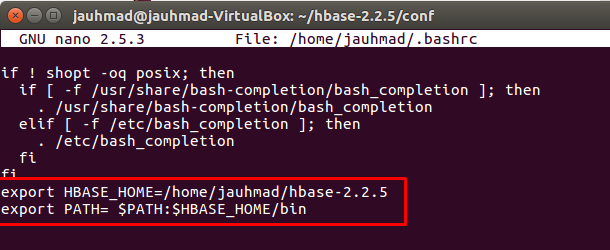 jauhmad@jauhmad-VirtualBox: ~/hbase-2.2.5/conf
GNU nano 2.5.3 File: /home/jauhmad/.bashrc
if ! shopt -oq posix; then
if [ -f /usr/share/bash-completion/bash_completion ]; then
. /usr/share/bash-completion/bash_completion
elif [ -f /etc/bash_completion ]; then
. /etc/bash_completion
fi
fi
export HBASE_HOME=/home/jauhmad/hbase-2.2.5
export PATH= $PATH:$HBASE_HOME/bin